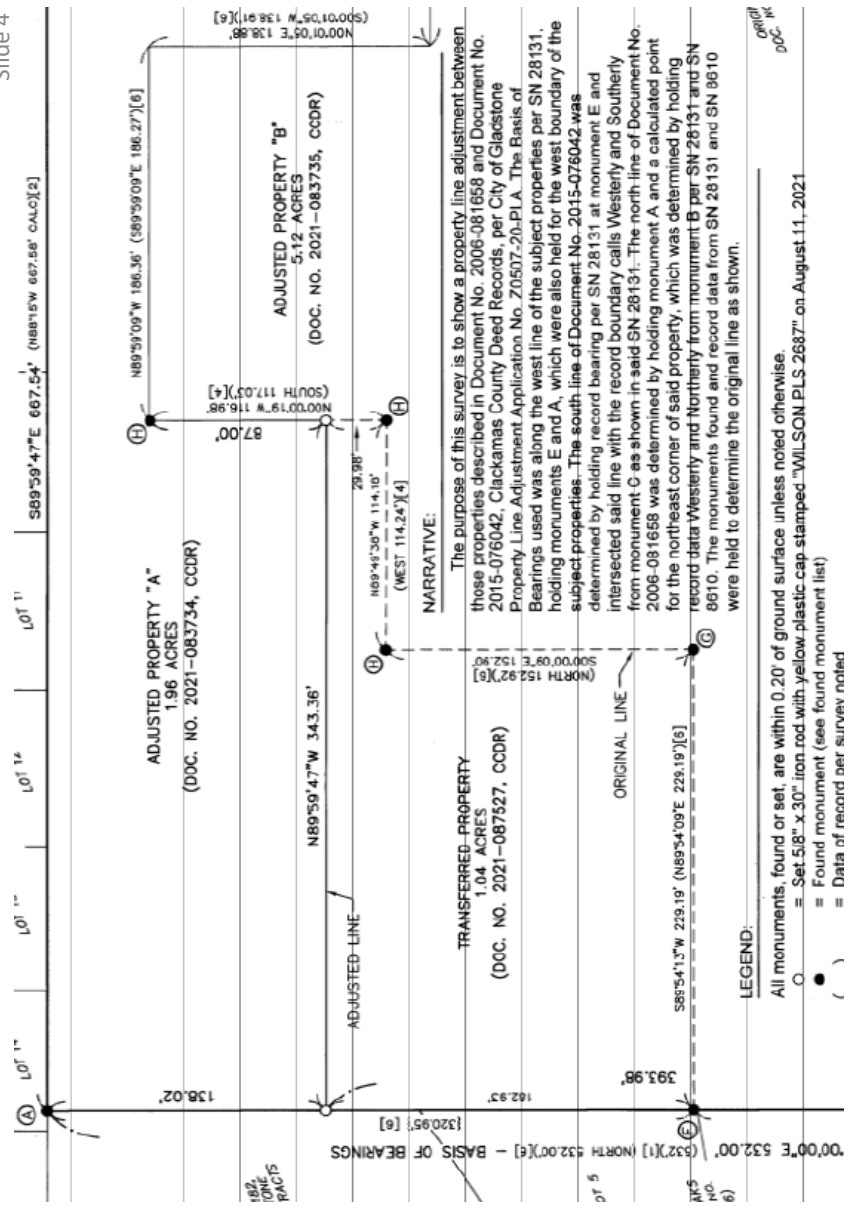 Slide 4
LOT 14
LOT 12
LOT 11
S89°59'47"E 667.54' (N88°15'W 667.58' CALC)[2]
A
138.02'
ADJUSTED PROPERTY "A"
1.96 ACRES
(DOC. NO. 2021-083734, CCDR)
H
87.00'
N00°00'19"W 116.98'
(SOUTH 117.03')[4]
N89°59'09"W 186.36' (S89°59'09"E 186.27')[6]
N00°01'05"E 138.88'
(S00°01'05"W 138.91')[6]
ADJUSTED PROPERTY "B"
5.12 ACRES
(DOC. NO. 2021-083735, CCDR)
N89°59'47"W 343.36'
ADJUSTED LINE
29.98'
H
N89°49'38"W 114.18'
(WEST 114.24')[4]
H
TRANSFERRED PROPERTY
1.04 ACRES
(DOC. NO. 2021-087527, CCDR)
S00°00'09"E 152.90'
(NORTH 152.92')[6]
ORIGINAL LINE
G
S89°54'13"W 229.19' (N89°54'09"E 229.19')[6]
182.93'
393.98'
{320.95'} [6]
00'00"E 532.00' (532')[1] (NORTH 532.00')[6] - BASIS OF BEARINGS
NARRATIVE:
The purpose of this survey is to show a property line adjustment between
those properties described in Document No. 2006-081658 and Document No.
2015-076042, Clackamas County Deed Records, per City of Gladstone
Property Line Adjustment Application No. Z0507-20-PLA. The Basis of
Bearings used was along the west line of the subject properties per SN 28131,
holding monuments E and A, which were also held for the west boundary of the
subject properties. The south line of Document No. 2015-076042 was
determined by holding record bearing per SN 28131 at monument E and
intersected said line with the record boundary calls Westerly and Southerly
from monument C as shown in said SN 28131. The north line of Document No.
2006-081658 was determined by holding monument A and a calculated point
for the northeast corner of said property, which was determined by holding
record data Westerly and Northerly from monument B per SN 28131 and SN
8610. The monuments found and record data from SN 28131 and SN 8610
were held to determine the original line as shown.
LEGEND:
All monuments, found or set, are within 0.20' of ground surface unless noted otherwise.
= Set 5/8" x 30" iron rod with yellow plastic cap stamped "WILSON PLS 2687" on August 11, 2021
= Found monument (see found monument list)
( ) = Data of record per survey noted